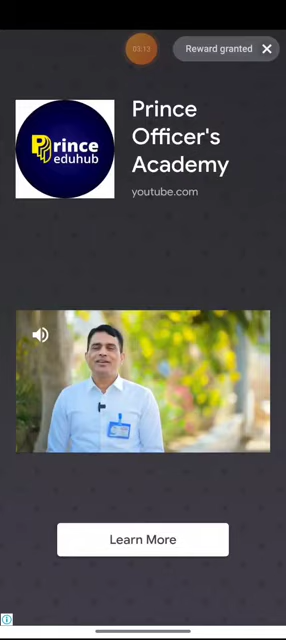 03:13
Reward granted
Prince
eduhub
Prince
Officer's
Academy
youtube.com
Learn More